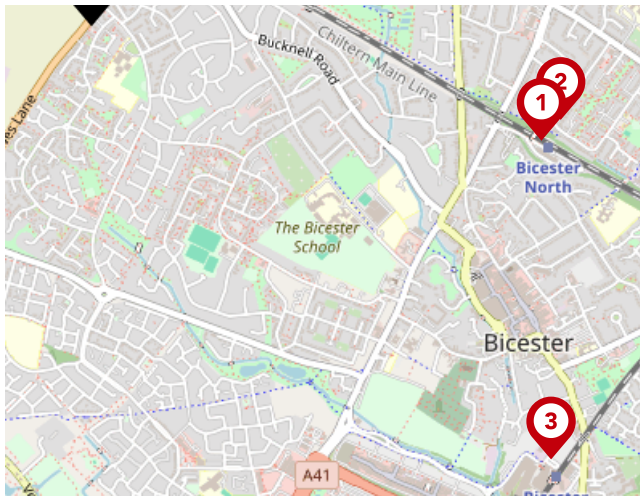 Bucknell Road
Chiltern Main Line
2
1
Bicester
North
The Bicester
School
Bicester
3
A41